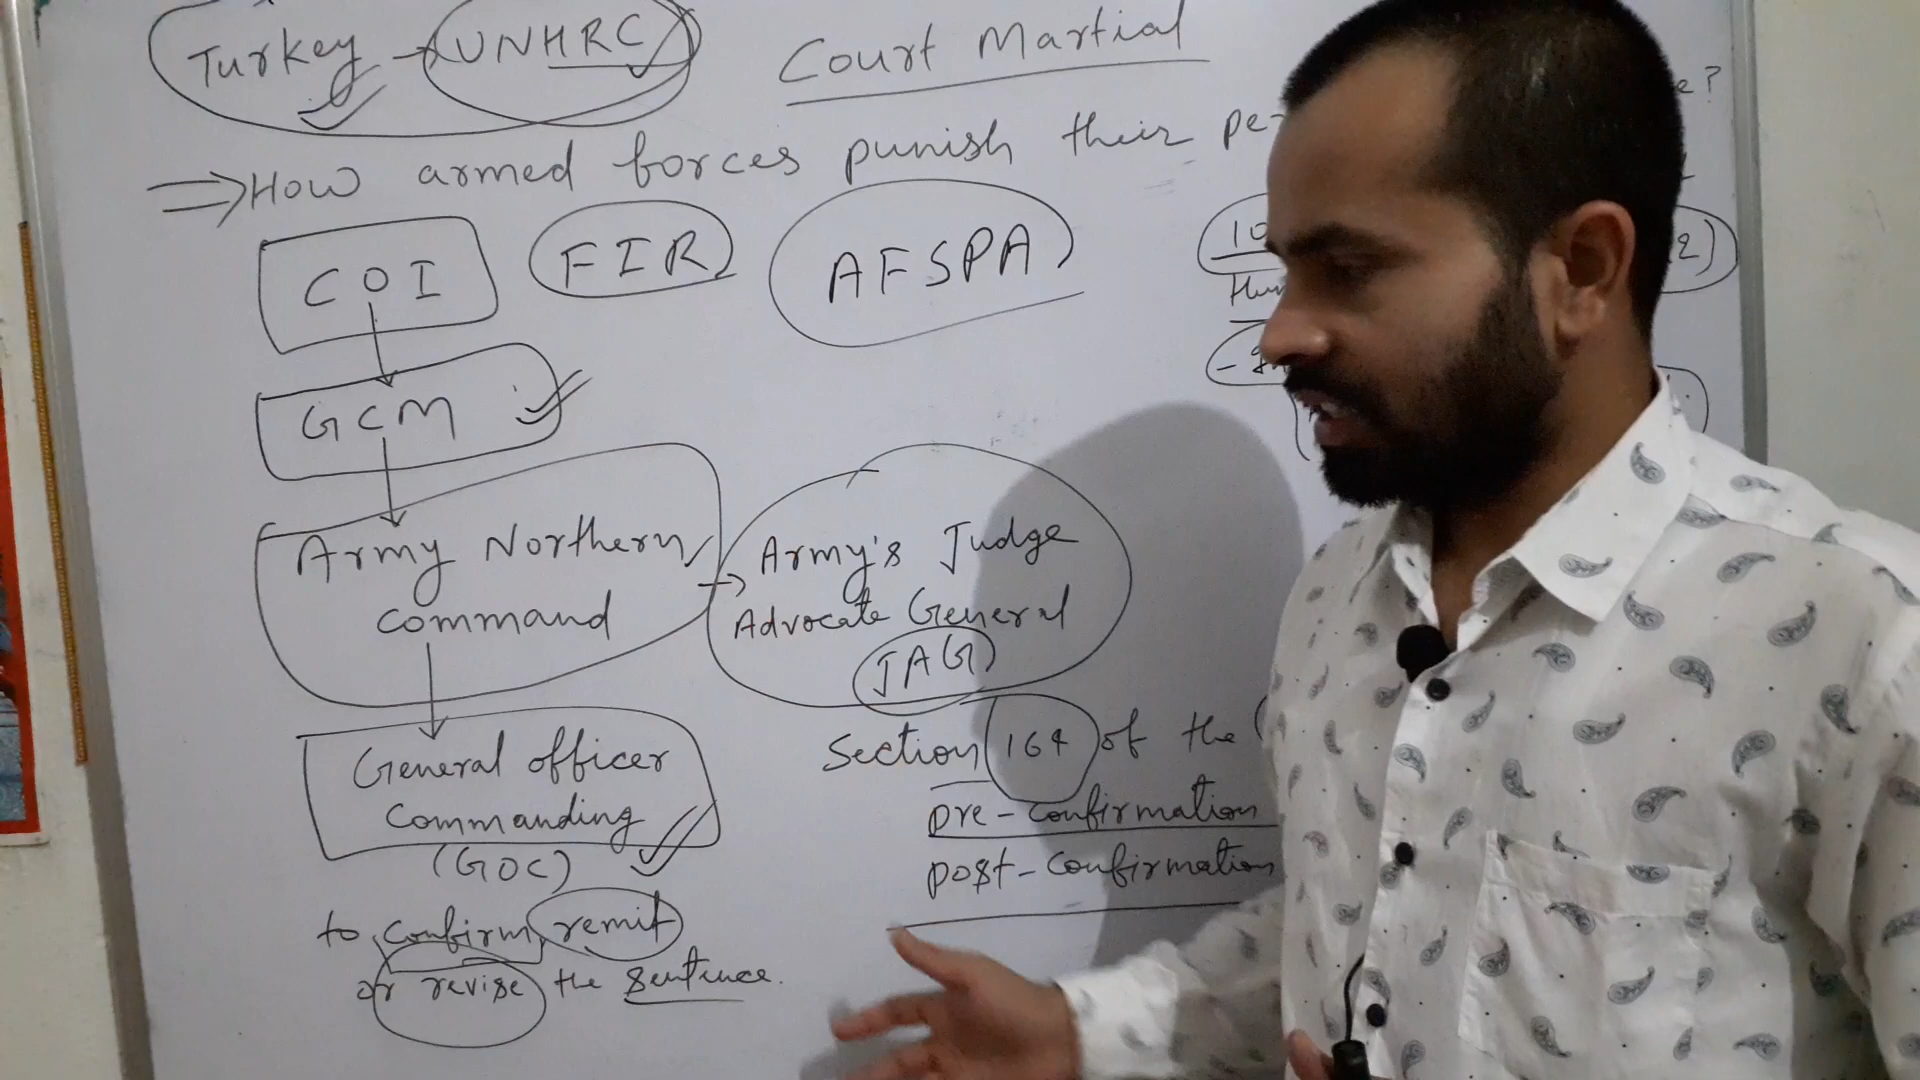 Turkey → UNHRC
Court Martial
e?
⇒ How armed forces punish their pe
COI
FIR
AFSPA
10
2)
GCM
Army Northern
command
→ Army's Judge
Advocate General
(JAG)
General officer
Commanding
(GOC)
to confirm, remit
or revise the sentence.
Section 164 of the
pre-confirmation
post-confirmation